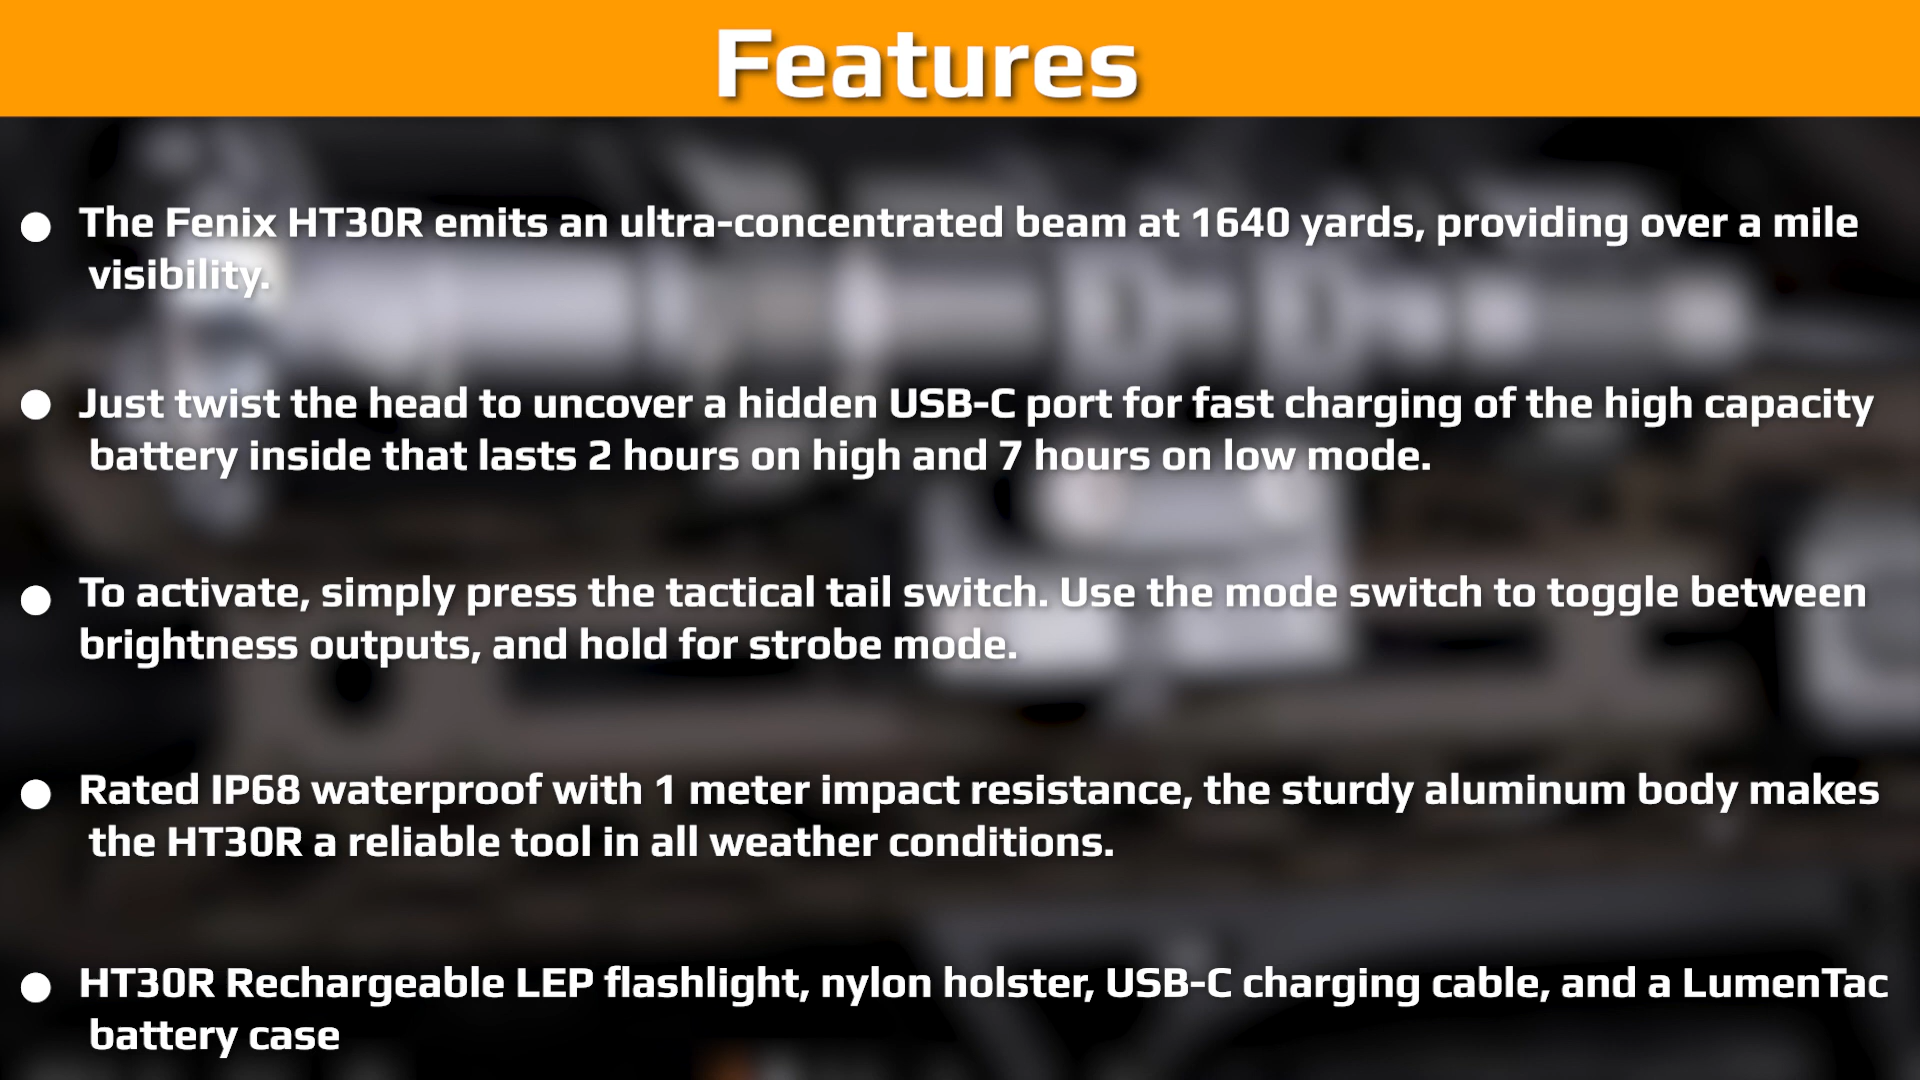 Features
The Fenix HT30R emits an ultra-concentrated beam at 1640 yards, providing over a mile
visibility.
Just twist the head to uncover a hidden USB-C port for fast charging of the high capacity
battery inside that lasts 2 hours on high and 7 hours on low mode.
To activate, simply press the tactical tail switch. Use the mode switch to toggle between
brightness outputs, and hold for strobe mode.
Rated IP68 waterproof with 1 meter impact resistance, the sturdy aluminum body makes
the HT30R a reliable tool in all weather conditions.
HT30R Rechargeable LEP flashlight, nylon holster, USB-C charging cable, and a LumenTac
battery case